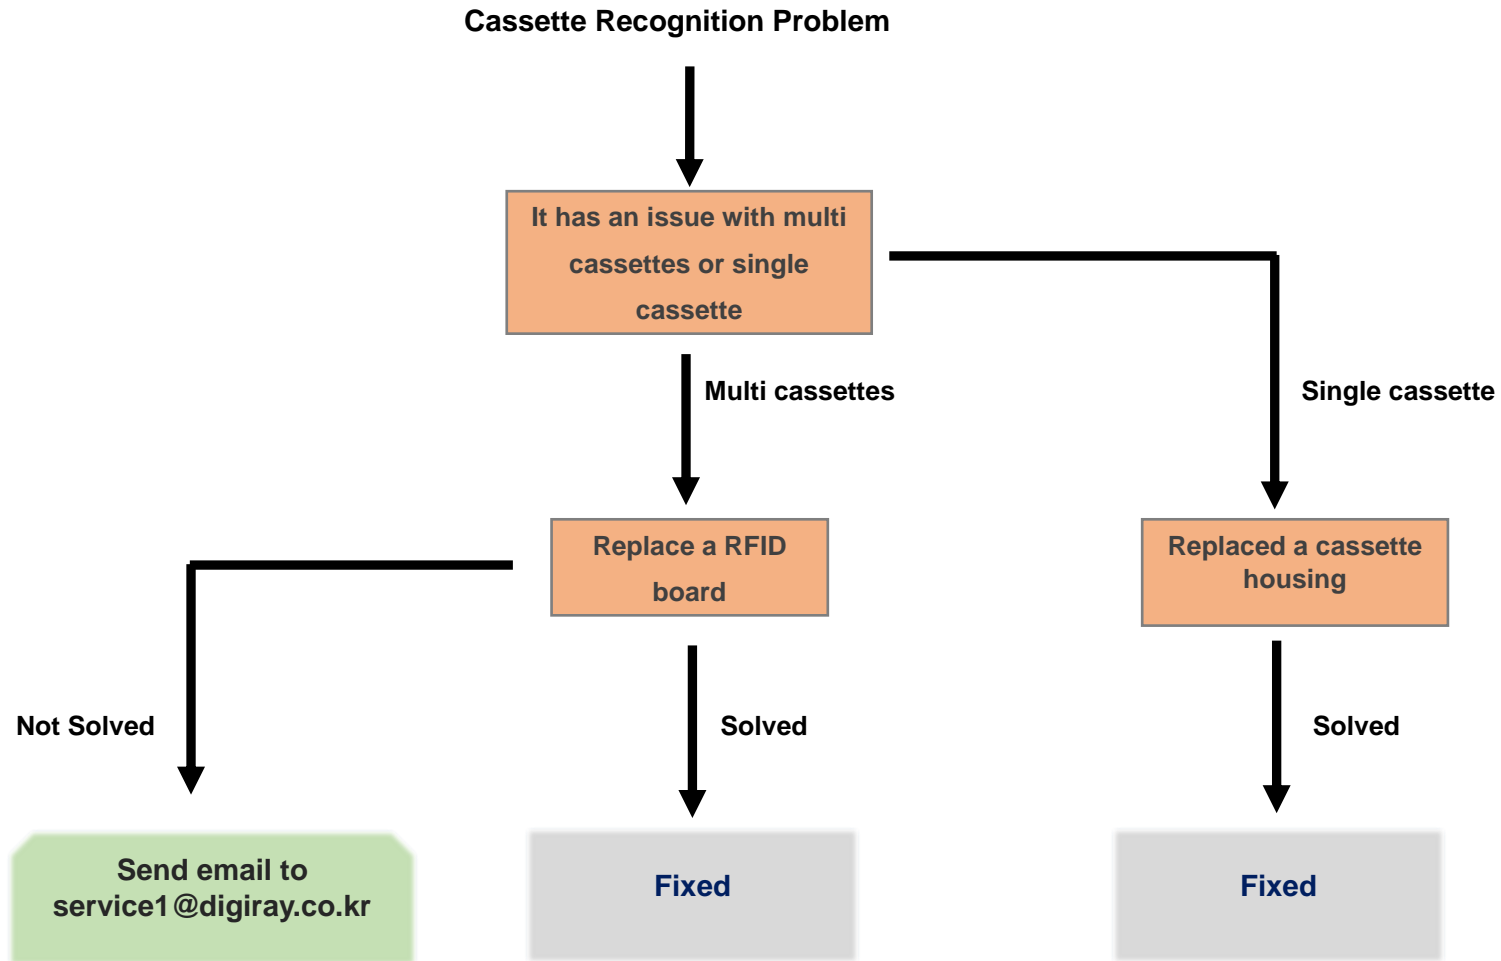 Cassette Recognition Problem
It has an issue with multi
cassettes or single
cassette
Multi cassettes
Single cassette
Replace a RFID
board
Replaced a cassette
housing
Not Solved
Solved
Solved
Send email to
service1@digiray.co.kr
Fixed
Fixed